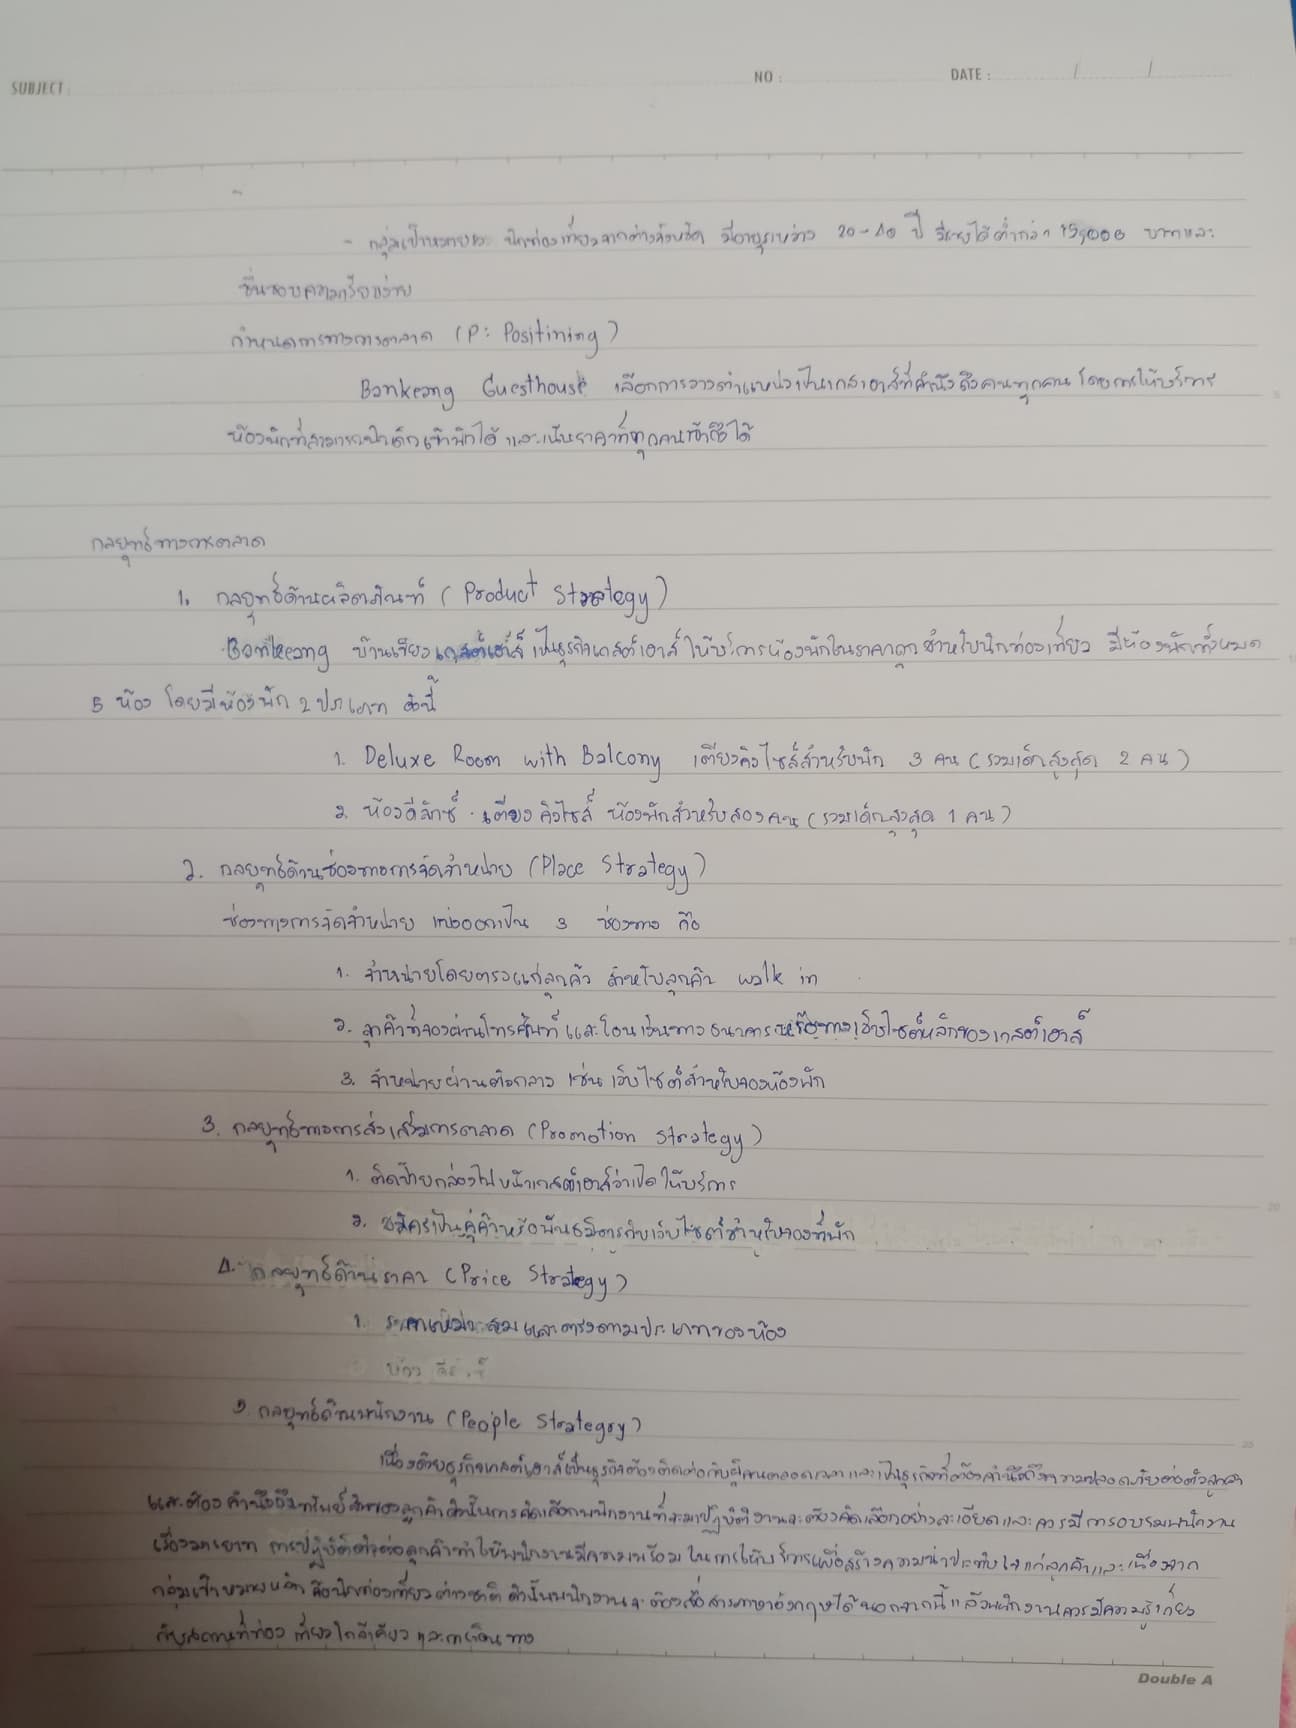 SUBJECT : NO : DATE : / /
- กลุ่มเป้าหมายรอง นักท่องเที่ยวจากต่างจังหวัด มีอายุระหว่าง 20-40 ปี มีรายได้ต่ำกว่า 15,000 บาทและ
ชื่นชอบความเรียบง่าย
กำหนดการทางการตลาด (P: Positining)
Bankeang Guesthouse เลือกการวางตำแหน่งเป็นเกสเฮาส์ที่คำนึงถึงคนทุกคน โดยการให้บริการ
ห้องพักที่สามารถนำเด็กเข้าพักได้ และเน้นราคาที่ทุกคนเข้าถึงได้
กลยุทธ์ทางการตลาด
1. กลยุทธ์ด้านผลิตภัณฑ์ (Product Strategy)
Bankeang บ้านเขียงเกสต์เฮาส์ เป็นธุรกิจเกสต์เฮาส์ ให้บริการห้องพักในราคาถูก สำหรับนักท่องเที่ยว มีห้องพักทั้งหมด
5 ห้อง โดยมีห้องพัก 2 ประเภท ดังนี้
1. Deluxe Room with Balcony เตียงคิงไซส์สำหรับพัก 3 คน (รวมเด็กสูงสุด 2 คน)
2. ห้องดีลักซ์ เตียงคิงไซส์ ห้องพักสำหรับสองคน (รวมเด็กสูงสุด 1 คน)
2. กลยุทธ์ด้านช่องทางการจัดจำหน่าย (Place Strategy)
ช่องทางการจัดจำหน่าย แบ่งออกเป็น 3 ช่องทาง คือ
1. จำหน่ายโดยตรงแก่ลูกค้า สำหรับลูกค้า walk in
2. ลูกค้าที่จองผ่านโทรศัพท์ และโอนเงินทางธนาคารหรือทางเว็บไซต์หลักของเกสต์เฮาส์
3. จำหน่ายผ่านตัวกลาง เช่น เว็บไซต์สำหรับจองห้องพัก
3. กลยุทธ์ทางการส่งเสริมการตลาด (Promotion Strategy)
1. ติดป้ายกล่องไฟหน้าเกสต์เฮาส์ว่าเปิดให้บริการ
2. สมัครเป็นคู่ค้าหรือพันธมิตรกับเว็บไซต์สำหรับจองที่พัก
4. กลยุทธ์ด้านราคา (Price Strategy)
1. ราคาเหมาะสมและตรงตามประเภทของห้อง
ห้อง
5. กลยุทธ์ด้านพนักงาน (People Strategy)
เนื่องด้วยธุรกิจเกสต์เฮาส์เป็นธุรกิจต้องติดต่อกับผู้คนตลอดเวลา และเป็นธุรกิจที่ต้องคำนึงถึงความปลอดภัยต่อตัวลูกค้า
และต้องคำนึงถึงทรัพย์สินของลูกค้า ดังนั้นการคัดเลือกพนักงานที่จะมาปฏิบัติงานจะต้องคัดเลือกอย่างละเอียดและควรมีการอบรมพนักงาน
เรื่องมารยาท การปฏิบัติตัวต่อลูกค้า ทำให้พนักงานมีความพร้อม ในการให้บริการเพื่อสร้างความน่าประทับใจแก่ลูกค้าและเนื่องจาก
กลุ่มเป้าหมายหลัก คือนักท่องเที่ยวต่างชาติ ดังนั้นพนักงานจะต้องสื่อสารภาษาอังกฤษได้ นอกจากนี้ แล้วพนักงานควรมีความรู้เกี่ยว
กับสถานที่ท่องเที่ยวใกล้เคียง และการเดินทาง
Double A